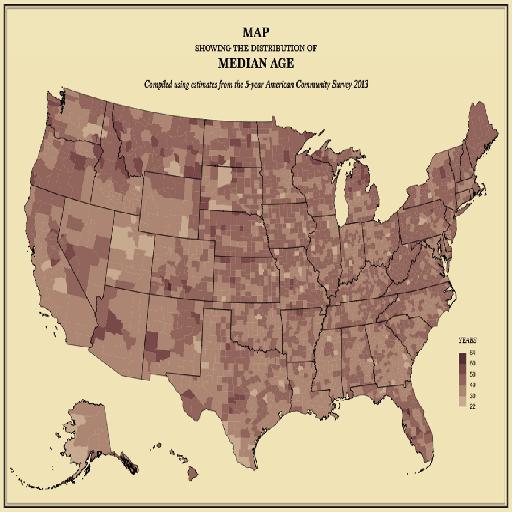 MAP
SHOWING THE DISTRIBUTION OF
MEDIAN AGE
Compiled using estimates from the 5-year American Community Survey 2013
YEARS
64
60
50
40
30
22